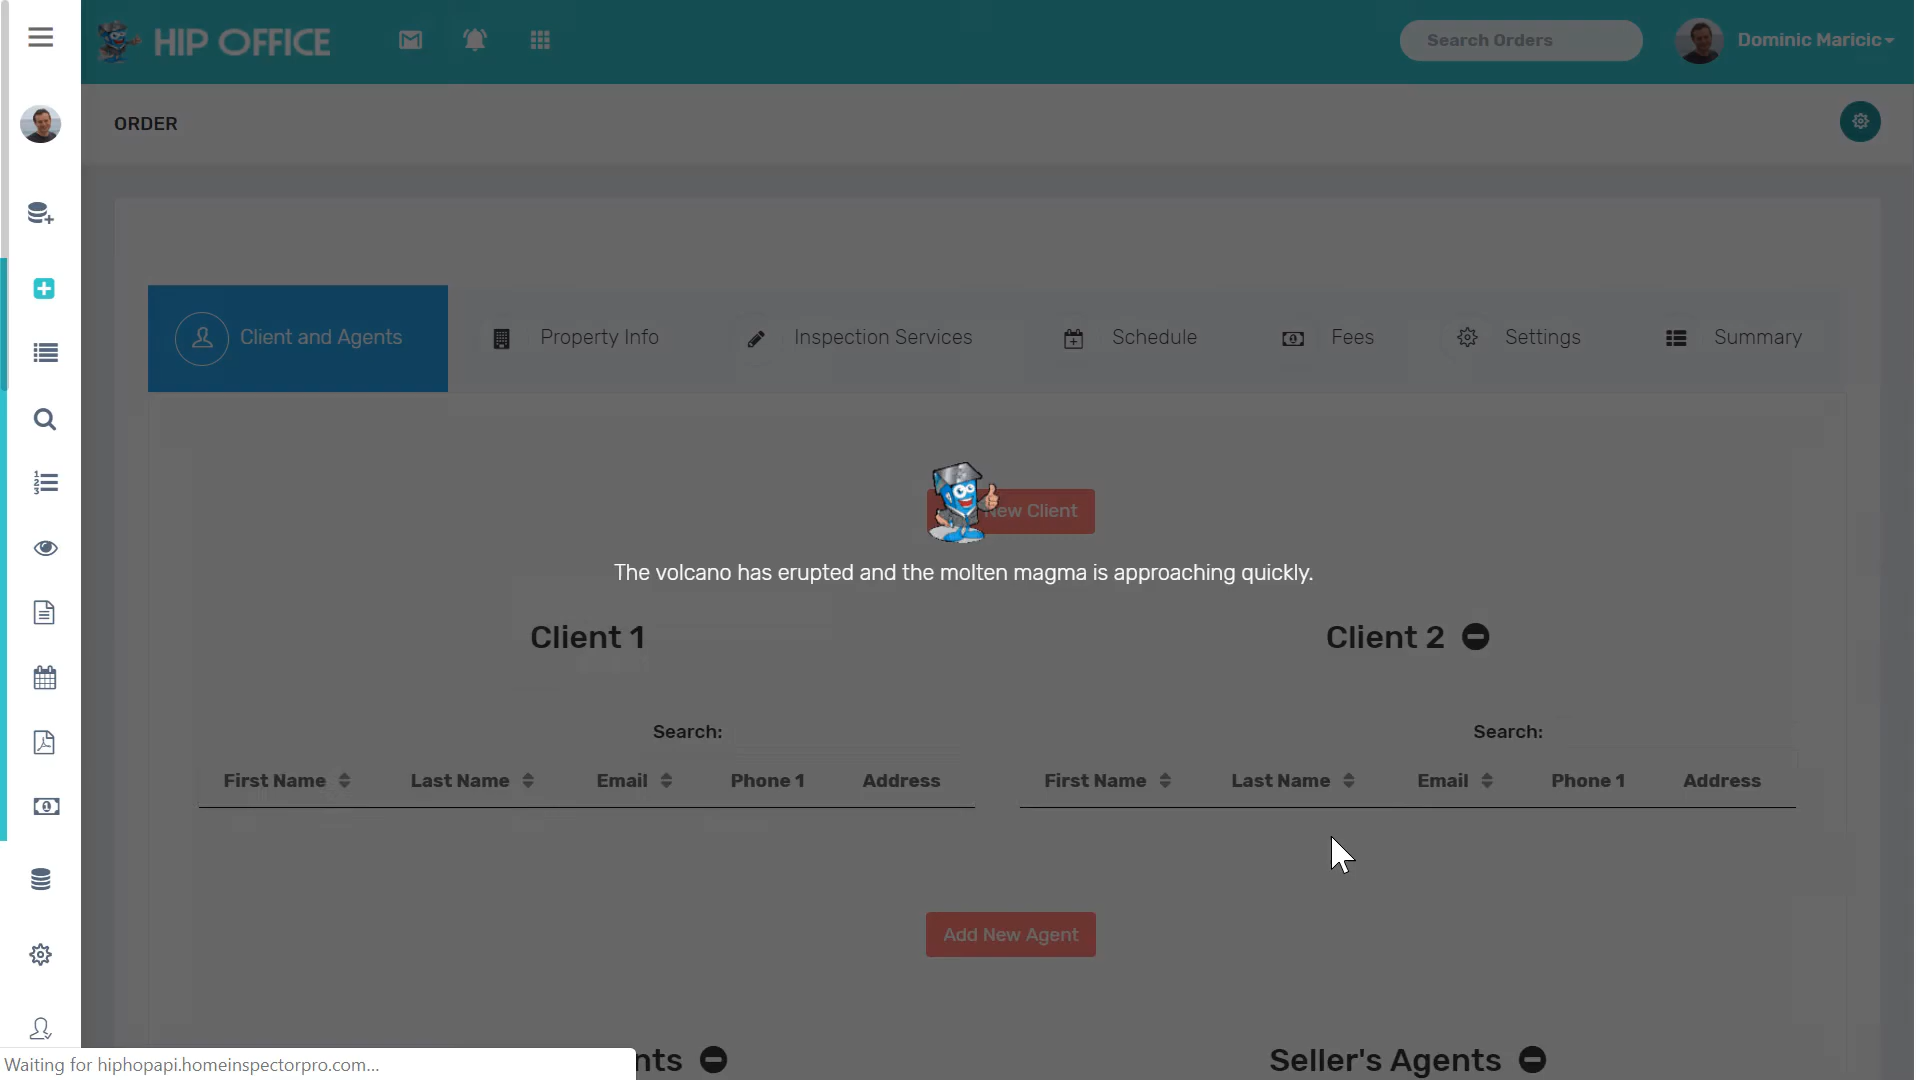 HIP OFFICE
Search Orders
Dominic Maricic
ORDER
Client and Agents
Property Info
Inspection Services
Schedule
Fees
Settings
Summary
New Client
The volcano has erupted and the molten magma is approaching quickly.
Client 1
Client 2
Search:
Search:
First Name Last Name Email Phone 1 Address
First Name Last Name Email Phone 1 Address
Add New Agent
nts
Seller's Agents
Waiting for hiphopapi.homeinspectorpro.com...